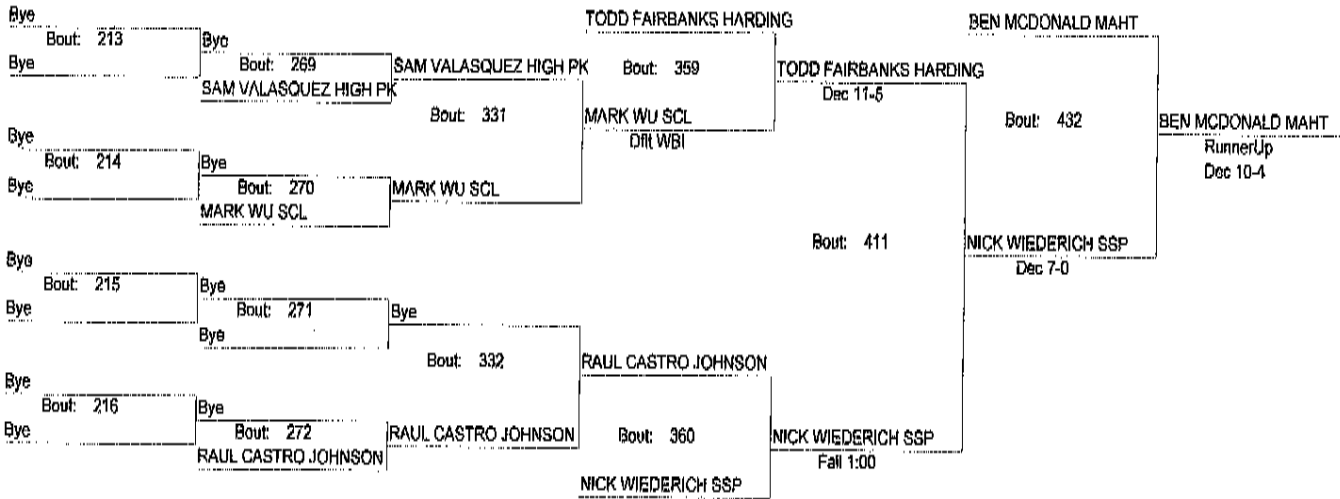 Bye
Bout: 213
Bye
Bye
Bout: 269
SAM VALASQUEZ HIGH PK
SAM VALASQUEZ HIGH PK
Bout: 331
Bye
Bout: 214
Bye
Bye
Bout: 270
MARK WU SCL
MARK WU SCL
TODD FAIRBANKS HARDING
Bout: 359
MARK WU SCL
Dflt WBI
TODD FAIRBANKS HARDING
Dec 11-5
Bye
Bout: 215
Bye
Bye
Bout: 271
Bye
Bye
Bout: 332
Bye
Bout: 216
Bye
Bye
Bout: 272
RAUL CASTRO JOHNSON
RAUL CASTRO JOHNSON
RAUL CASTRO JOHNSON
Bout: 360
NICK WIEDERICH SSP
NICK WIEDERICH SSP
Fall 1:00
Bout: 411
BEN MCDONALD MAHT
Bout: 432
NICK WIEDERICH SSP
Dec 7-0
BEN MCDONALD MAHT
RunnerUp
Dec 10-4